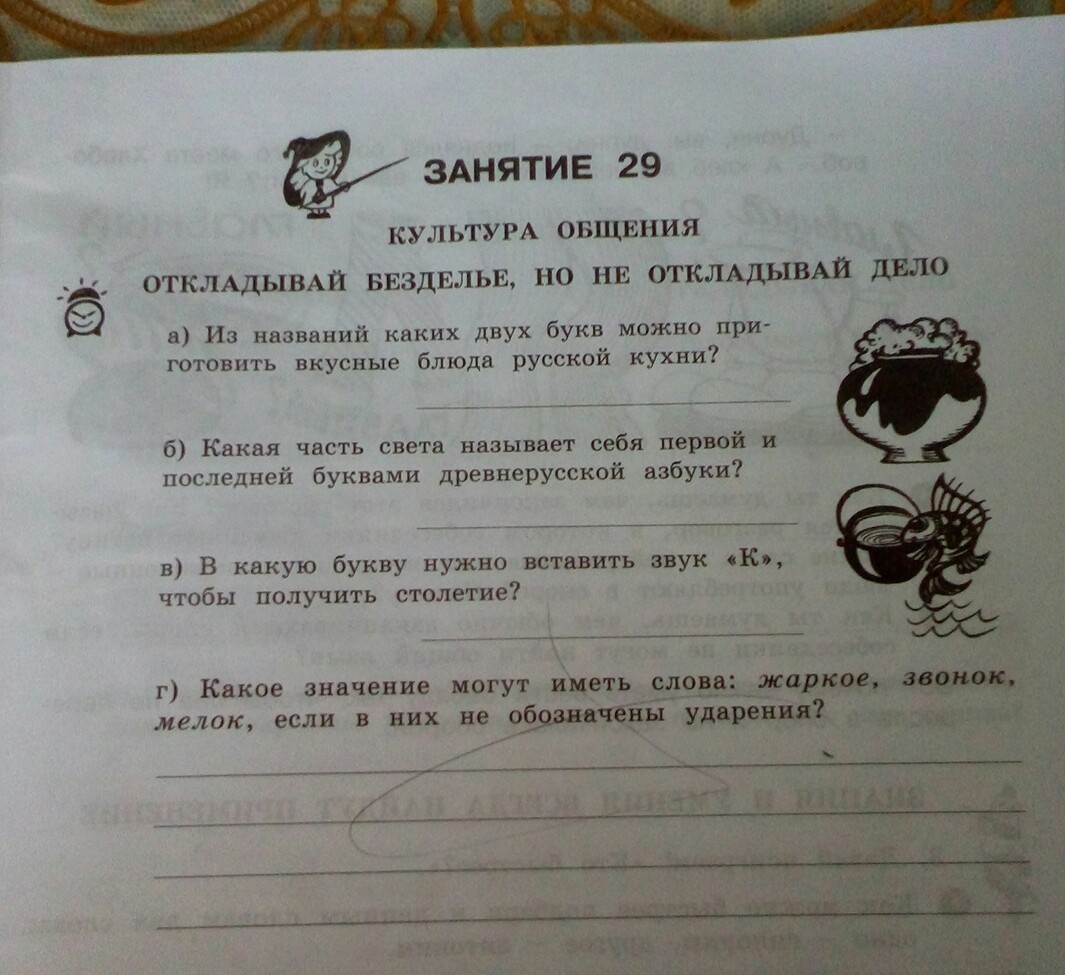 ЗАНЯТИЕ 29
КУЛЬТУРА ОБЩЕНИЯ
ОТКЛАДЫВАЙ БЕЗДЕЛЬЕ, НО НЕ ОТКЛАДЫВАЙ ДЕЛО
а) Из названий каких двух букв можно при-
готовить вкусные блюда русской кухни?
б) Какая часть света называет себя первой и
последней буквами древнерусской азбуки?
в) В какую букву нужно вставить звук «К»,
чтобы получить столетие?
г) Какое значение могут иметь слова: жаркое, звонок,
мелок, если в них не обозначены ударения?